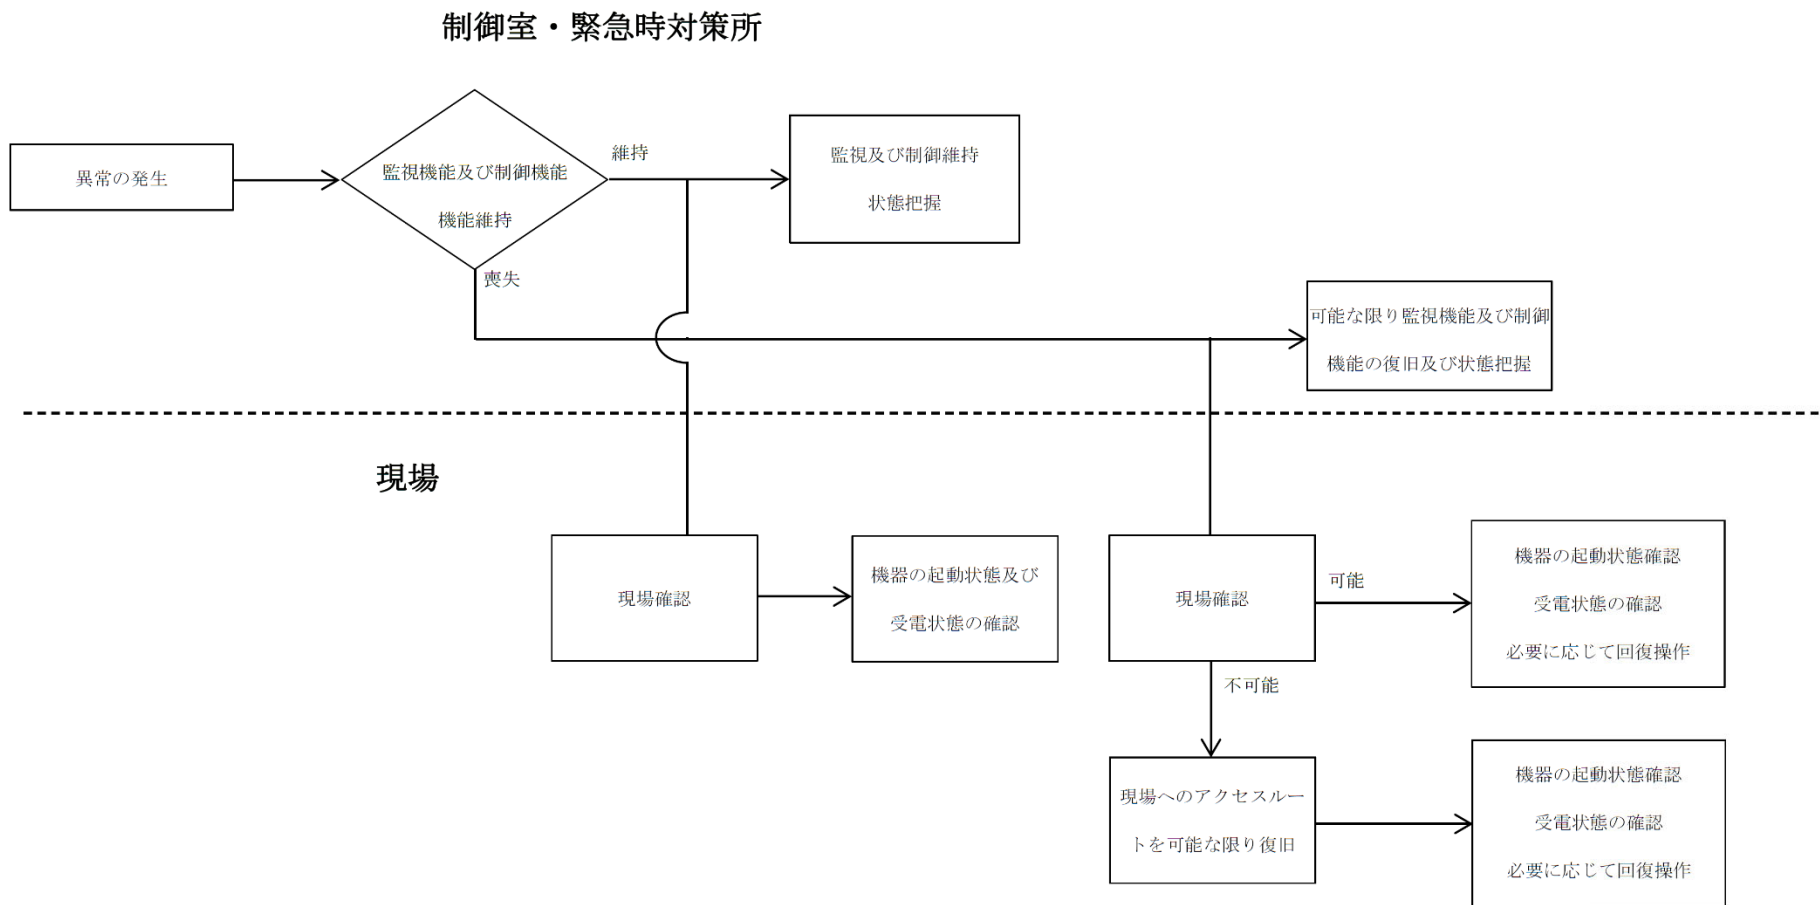 制御室・緊急時対策所
異常の発生
監視機能及び制御機能
機能維持
維持
監視及び制御維持
状態把握
喪失
可能な限り監視機能及び制御
機能の復旧及び状態把握
現場
現場確認
機器の起動状態及び
受電状態の確認
現場確認
可能
機器の起動状態確認
受電状態の確認
必要に応じて回復操作
不可能
現場へのアクセスルー
トを可能な限り復旧
機器の起動状態確認
受電状態の確認
必要に応じて回復操作